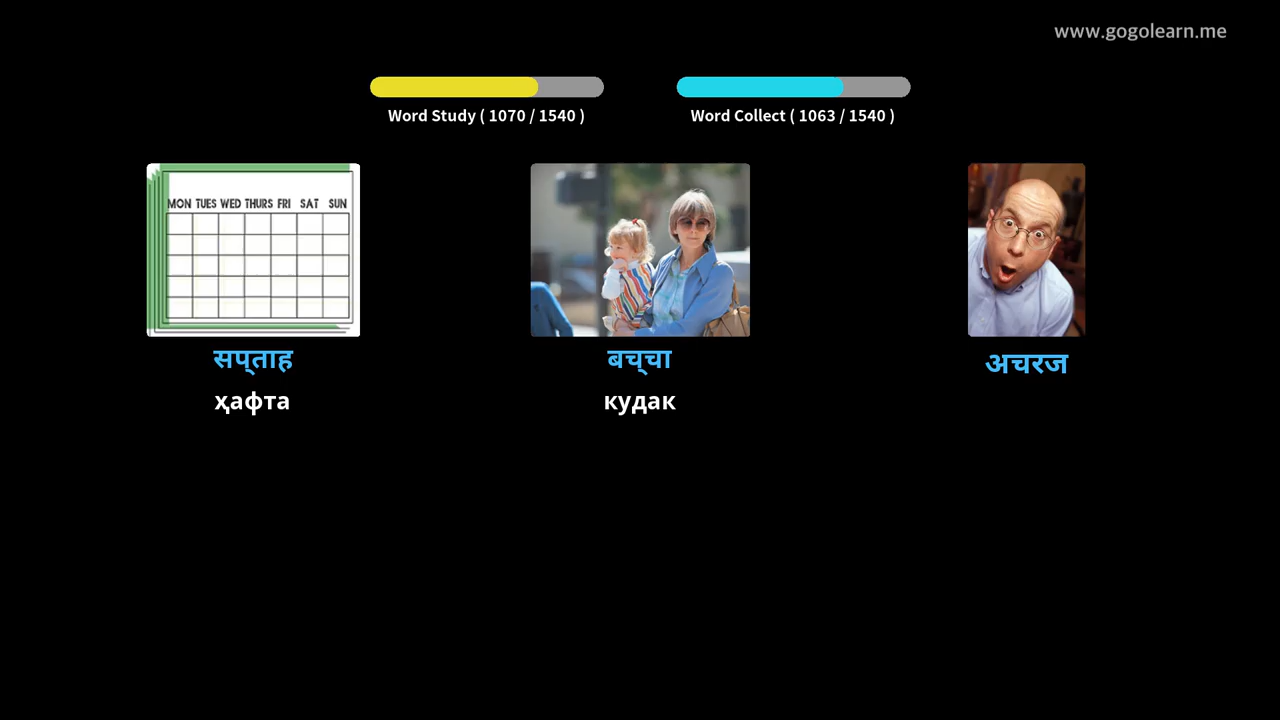 www.gogolearn.me
Word Study ( 1070 / 1540 )
Word Collect ( 1063 / 1540 )
MON TUES WED THURS FRI SAT SUN
सप्ताह
बच्चा
अचरज
ҳафта
кудак